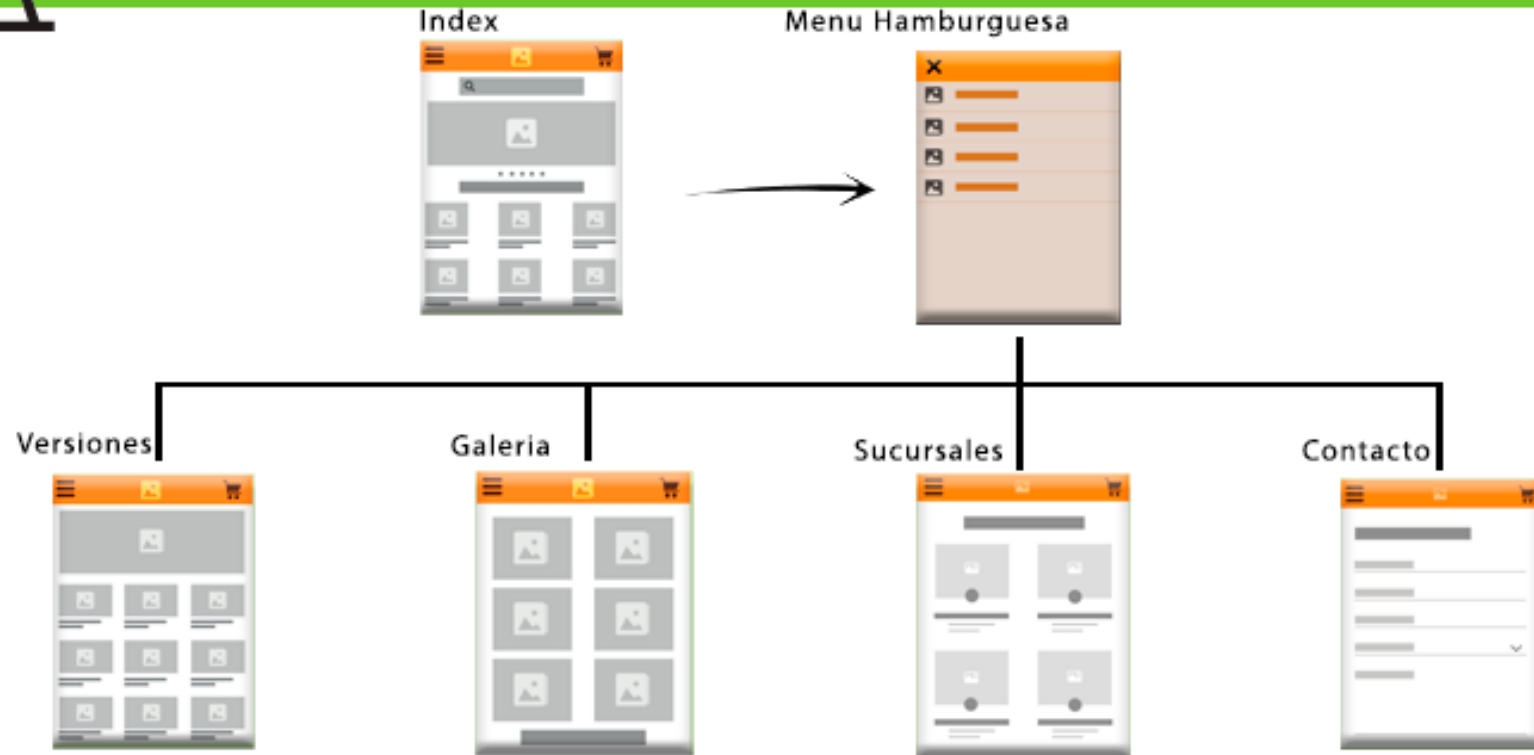 Index
Menu Hamburguesa
Versiones
Galeria
Sucursales
Contacto